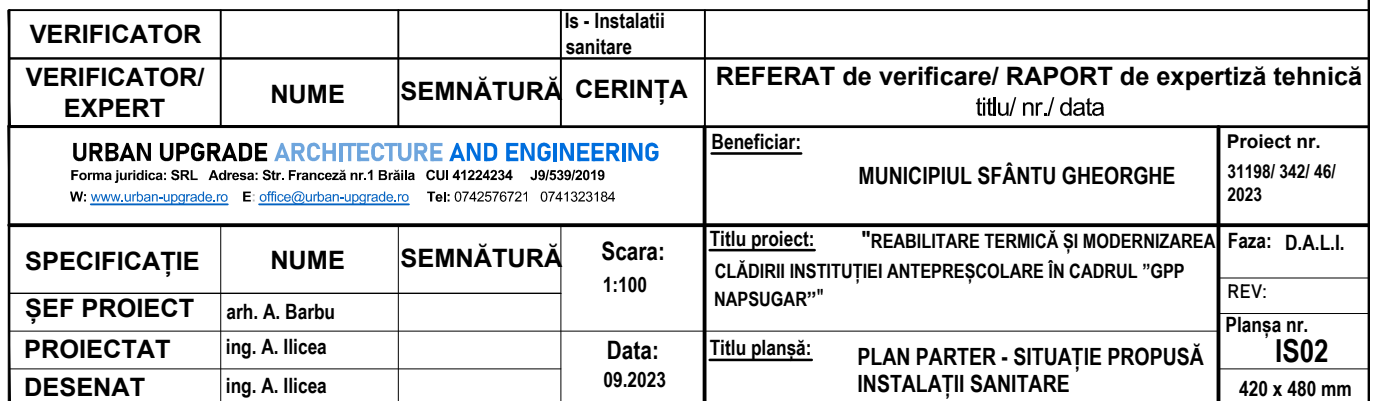 VERIFICATOR
Is - Instalatii
sanitare
VERIFICATOR/
EXPERT
NUME
SEMNĂTURĂ
CERINȚA
REFERAT de verificare/ RAPORT de expertiză tehnică
titlu/ nr./ data
URBAN UPGRADE ARCHITECTURE AND ENGINEERING
Forma juridica: SRL Adresa: Str. Franceză nr.1 Brăila CUI 41224234 J9/539/2019
W: www.urban-upgrade.ro E: office@urban-upgrade.ro Tel: 0742576721 0741323184
Beneficiar:
MUNICIPIUL SFÂNTU GHEORGHE
Proiect nr.
31198/ 342/ 46/
2023
SPECIFICAȚIE
NUME
SEMNĂTURĂ
Scara:
1:100
Titlu proiect: "REABILITARE TERMICĂ ȘI MODERNIZAREA
CLĂDIRII INSTITUȚIEI ANTEPREȘCOLARE ÎN CADRUL ”GPP
NAPSUGAR”"
Faza: D.A.L.I.
REV:
ȘEF PROIECT
arh. A. Barbu
PROIECTAT
ing. A. Ilicea
DESENAT
ing. A. Ilicea
Data:
09.2023
Titlu planșă:
PLAN PARTER - SITUAȚIE PROPUSĂ
INSTALAȚII SANITARE
Planșa nr.
IS02
420 x 480 mm